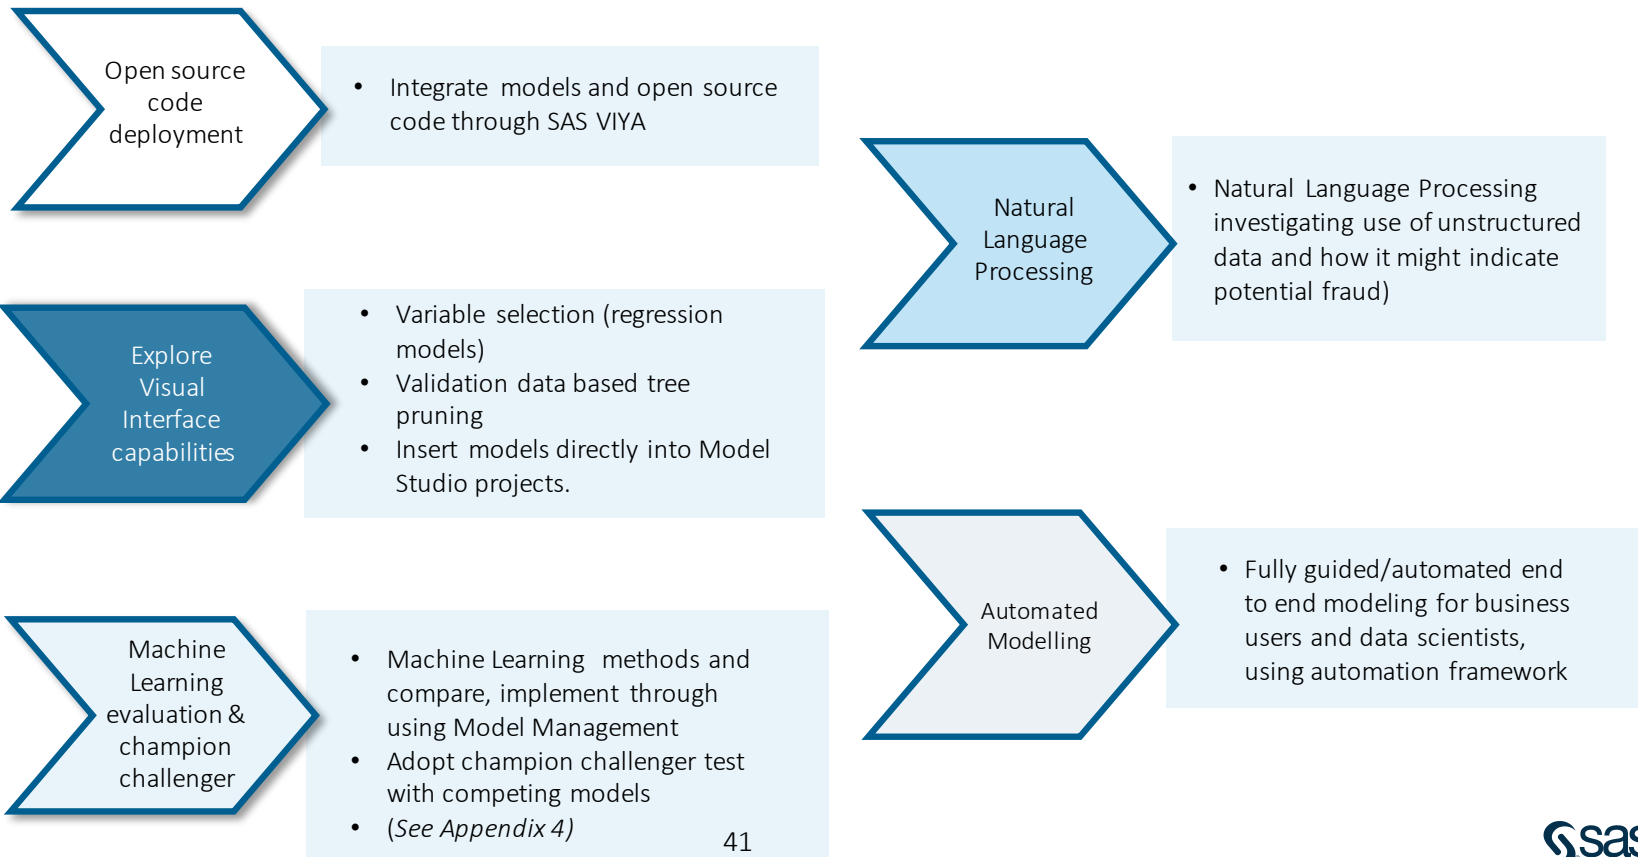 Open source
code
deployment
• Integrate models and open source
code through SAS VIYA
Explore
Visual
Interface
capabilities
• Variable selection (regression
models)
• Validation data based tree
pruning
• Insert models directly into Model
Studio projects.
Machine
Learning
evaluation &
champion
challenger
• Machine Learning methods and
compare, implement through
using Model Management
• Adopt champion challenger test
with competing models
• (See Appendix 4)
Natural
Language
Processing
• Natural Language Processing
investigating use of unstructured
data and how it might indicate
potential fraud)
Automated
Modelling
• Fully guided/automated end
to end modeling for business
users and data scientists,
using automation framework
41
sas